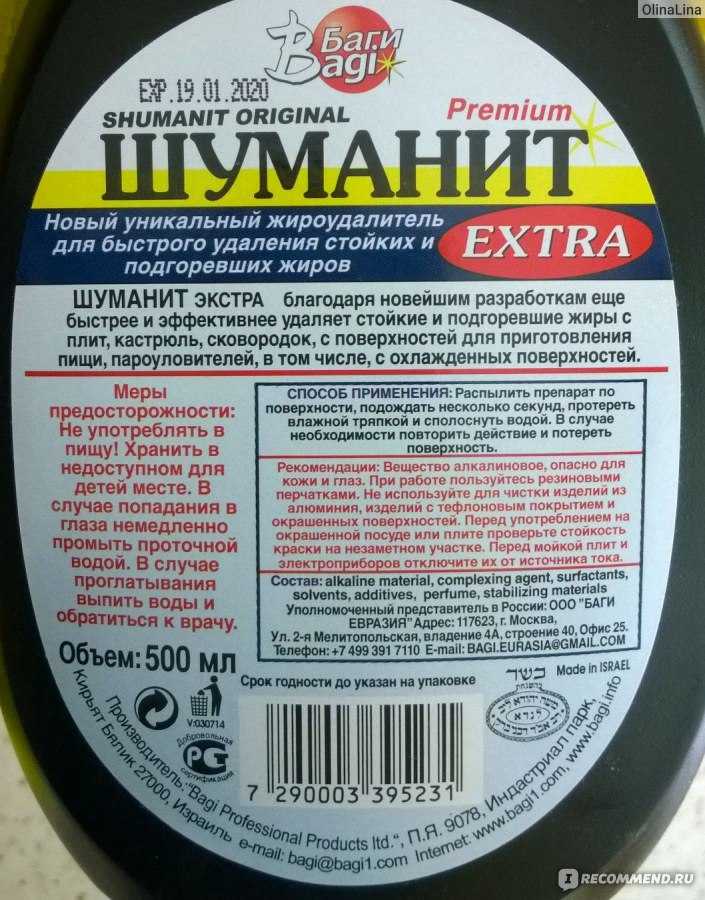 OlinaLina
Баги
Bagi
EXP.19.01.2020
SHUMANIT ORIGINAL
Premium
ШУМАНИТ
Новый уникальный жироудалитель
для быстрого удаления стойких и
подгоревших жиров
EXTRA
ШУМАНИТ ЭКСТРА благодаря новейшим разработкам еще
быстрее и эффективнее удаляет стойкие и подгоревшие жиры с
плит, кастрюль, сковородок, с поверхностей для приготовления
пищи, пароуловителей, в том числе, с охлажденных поверхностей.
Меры
предосторожности:
Не употреблять в
пищу! Хранить в
недоступном для
детей месте. В
случае попадания в
глаза немедленно
промыть проточной
водой. В случае
проглатывания
выпить воды и
обратиться к врачу.
СПОСОБ ПРИМЕНЕНИЯ: Распылить препарат по
поверхности, подождать несколько секунд, протереть
влажной тряпкой и сполоснуть водой. В случае
необходимости повторить действие и потереть
поверхность.
Рекомендации: Вещество алкалиновое, опасно для
кожи и глаз. При работе пользуйтесь резиновыми
перчатками. Не используйте для чистки изделий из
алюминия, изделий с тефлоновым покрытием и
окрашенных поверхностей. Перед употреблением на
окрашенной посуде или плите проверьте стойкость
краски на незаметном участке. Перед мойкой плит и
электроприборов отключите их от источника тока.
Состав: alkaline material, complexing agent, surfactants,
solvents, additives, perfume, stabilizing materials
Уполномоченный представитель в России: ООО "БАГИ
ЕВРАЗИЯ" Адрес: 117623, г. Москва,
Ул. 2-я Мелитопольская, владение 4А, строение 40, Офис 25.
Телефон: +7 499 391 7110 E-mail: BAGI.EURASIA@GMAIL.COM
Объем: 500 мл
Срок годности до указан на упаковке
V:030714
Добровольная
РСТ
сертификация
7 290003 395231
כשר
בהשגחת
Made in ISRAEL
Производитель: "Bagi Professional Products ltd.", П.Я. 9078, Индастриал парк,
Кирьят Бялик 27000, Израиль e-mail: bagi@bagi1.com Internet: www.bagi1.com, www.bagi.info
I RECOMMEND.RU